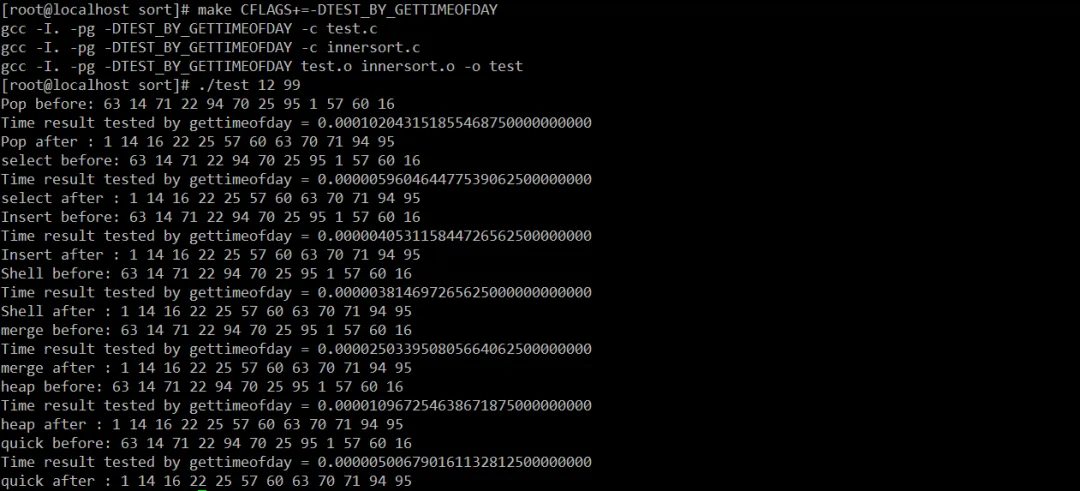 [root@localhost sort]# make CFLAGS+=-DTEST_BY_GETTIMEOFDAY
gcc -I. -pg -DTEST_BY_GETTIMEOFDAY -c test.c
gcc -I. -pg -DTEST_BY_GETTIMEOFDAY -c innersort.c
gcc -I. -pg -DTEST_BY_GETTIMEOFDAY test.o innersort.o -o test
[root@localhost sort]# ./test 12 99
Pop before: 63 14 71 22 94 70 25 95 1 57 60 16
Time result tested by gettimeofday = 0.000102043151855468750000000000
Pop after : 1 14 16 22 25 57 60 63 70 71 94 95
select before: 63 14 71 22 94 70 25 95 1 57 60 16
Time result tested by gettimeofday = 0.000005960464477539062500000000
select after : 1 14 16 22 25 57 60 63 70 71 94 95
Insert before: 63 14 71 22 94 70 25 95 1 57 60 16
Time result tested by gettimeofday = 0.000004053115844726562500000000
Insert after : 1 14 16 22 25 57 60 63 70 71 94 95
Shell before: 63 14 71 22 94 70 25 95 1 57 60 16
Time result tested by gettimeofday = 0.000003814697265625000000000000
Shell after : 1 14 16 22 25 57 60 63 70 71 94 95
merge before: 63 14 71 22 94 70 25 95 1 57 60 16
Time result tested by gettimeofday = 0.000025033950805664062500000000
merge after : 1 14 16 22 25 57 60 63 70 71 94 95
heap before: 63 14 71 22 94 70 25 95 1 57 60 16
Time result tested by gettimeofday = 0.000010967254638671875000000000
heap after : 1 14 16 22 25 57 60 63 70 71 94 95
quick before: 63 14 71 22 94 70 25 95 1 57 60 16
Time result tested by gettimeofday = 0.000005006790161132812500000000
quick after : 1 14 16 22 25 57 60 63 70 71 94 95